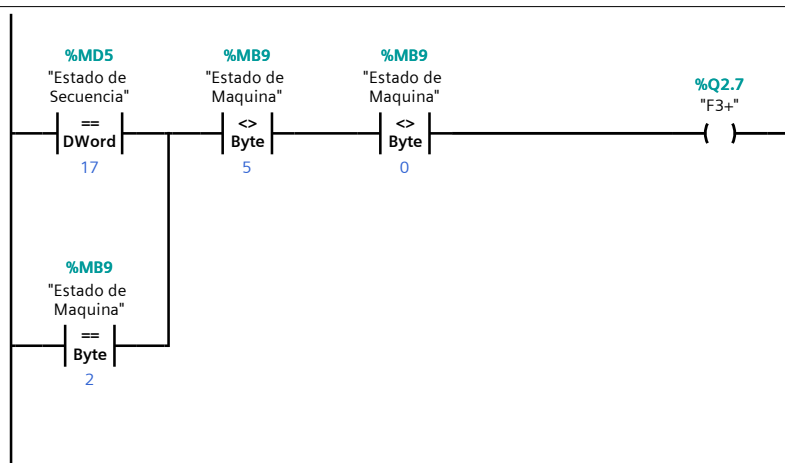 %MD5
"Estado de
Secuencia"
==
DWord
17
%MB9
"Estado de
Maquina"
<>
Byte
5
%MB9
"Estado de
Maquina"
<>
Byte
0
%Q2.7
"F3+"
%MB9
"Estado de
Maquina"
==
Byte
2